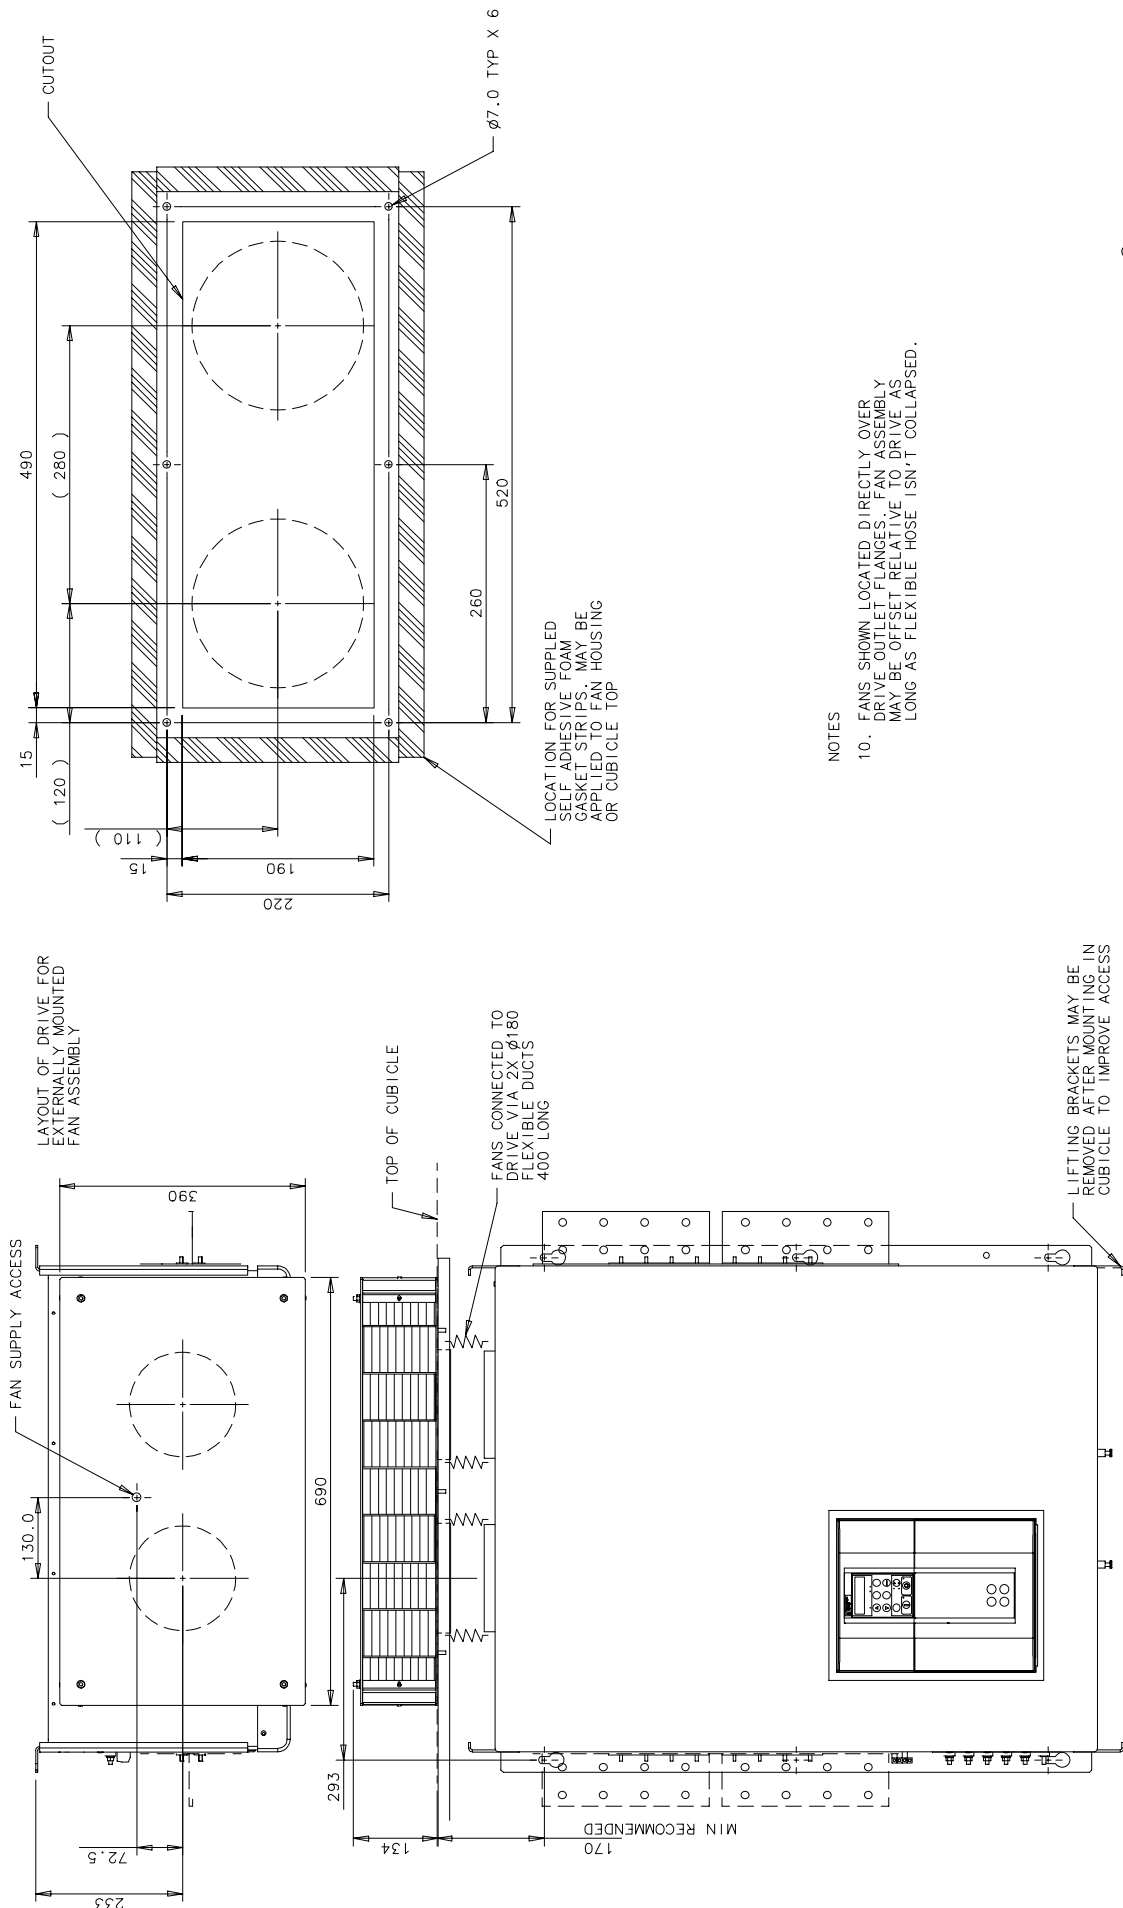 CUTOUT
Ø7.0 TYP X 6
490
( 280 )
15
( 120 )
( 110 )
15
190
220
260
520
LOCATION FOR SUPPLED
SELF ADHESIVE FOAM
GASKET STRIPS. MAY BE
APPLIED TO FAN HOUSING
OR CUBICLE TOP
NOTES
10. FANS SHOWN LOCATED DIRECTLY OVER
DRIVE OUTLET FLANGES. FAN ASSEMBLY
MAY BE OFFSET RELATIVE TO DRIVE AS
LONG AS FLEXIBLE HOSE ISN'T COLLAPSED.
LAYOUT OF DRIVE FOR
EXTERNALLY MOUNTED
FAN ASSEMBLY
FAN SUPPLY ACCESS
390
130.0
72.5
233
690
TOP OF CUBICLE
FANS CONNECTED TO
DRIVE VIA 2X Ø180
FLEXIBLE DUCTS
400 LONG
293
134
170
MIN RECOMMENDED
LIFTING BRACKETS MAY BE
REMOVED AFTER MOUNTING IN
CUBICLE TO IMPROVE ACCESS